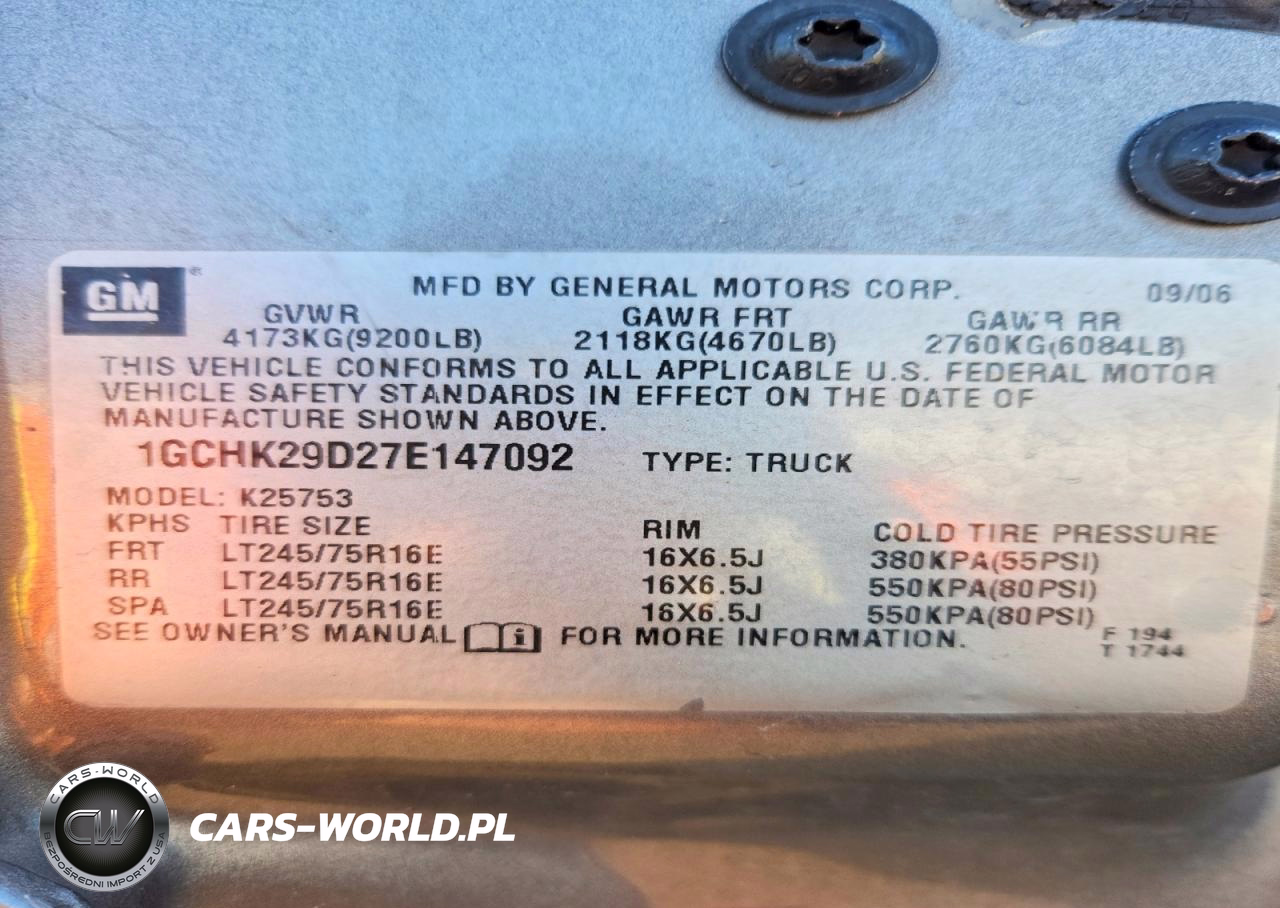 GM ®
MFD BY GENERAL MOTORS CORP. 09/06
GVWR GAWR FRT GAWR RR
4173KG(9200LB) 2118KG(4670LB) 2760KG(6084LB)
THIS VEHICLE CONFORMS TO ALL APPLICABLE U.S. FEDERAL MOTOR
VEHICLE SAFETY STANDARDS IN EFFECT ON THE DATE OF
MANUFACTURE SHOWN ABOVE.
1GCHK29D27E147092 TYPE: TRUCK
MODEL: K25753
KPHS TIRE SIZE RIM COLD TIRE PRESSURE
FRT LT245/75R16E 16X6.5J 380KPA(55PSI)
RR LT245/75R16E 16X6.5J 550KPA(80PSI)
SPA LT245/75R16E 16X6.5J 550KPA(80PSI)
SEE OWNER'S MANUAL i FOR MORE INFORMATION.
F 194
T 1744
CARS-WORLD
CW
BEZPOŚREDNI IMPORT Z USA
CARS-WORLD.PL